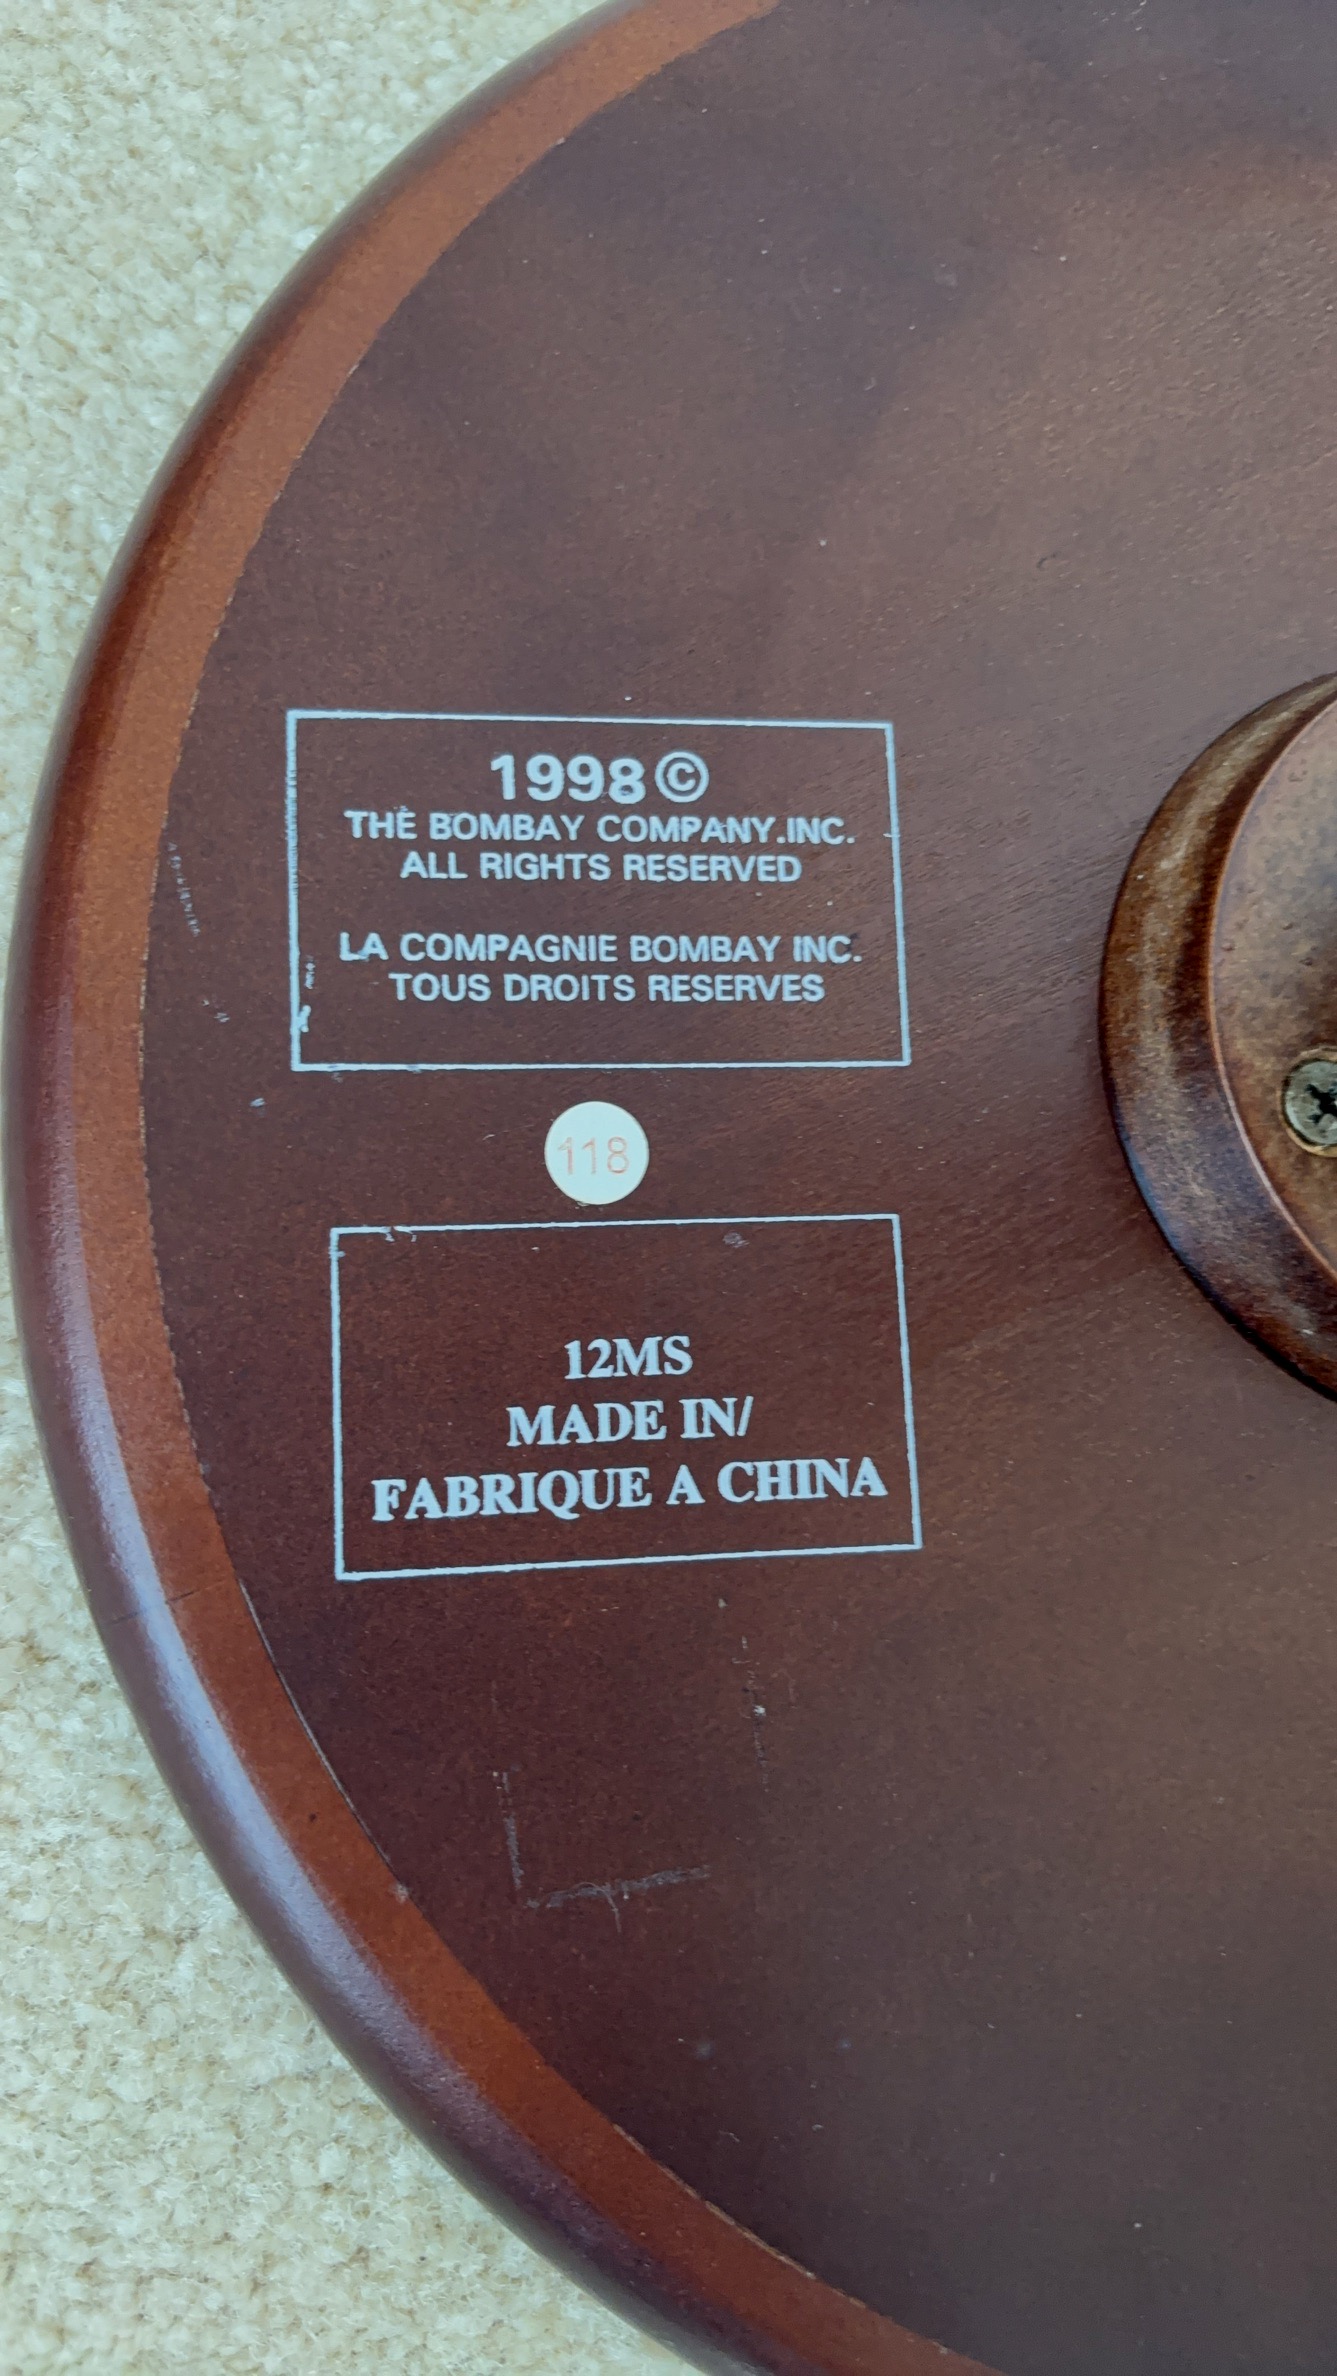 1998©
THE BOMBAY COMPANY.INC.
ALL RIGHTS RESERVED
LA COMPAGNIE BOMBAY INC.
TOUS DROITS RESERVES
118
12MS
MADE IN/
FABRIQUE A CHINA